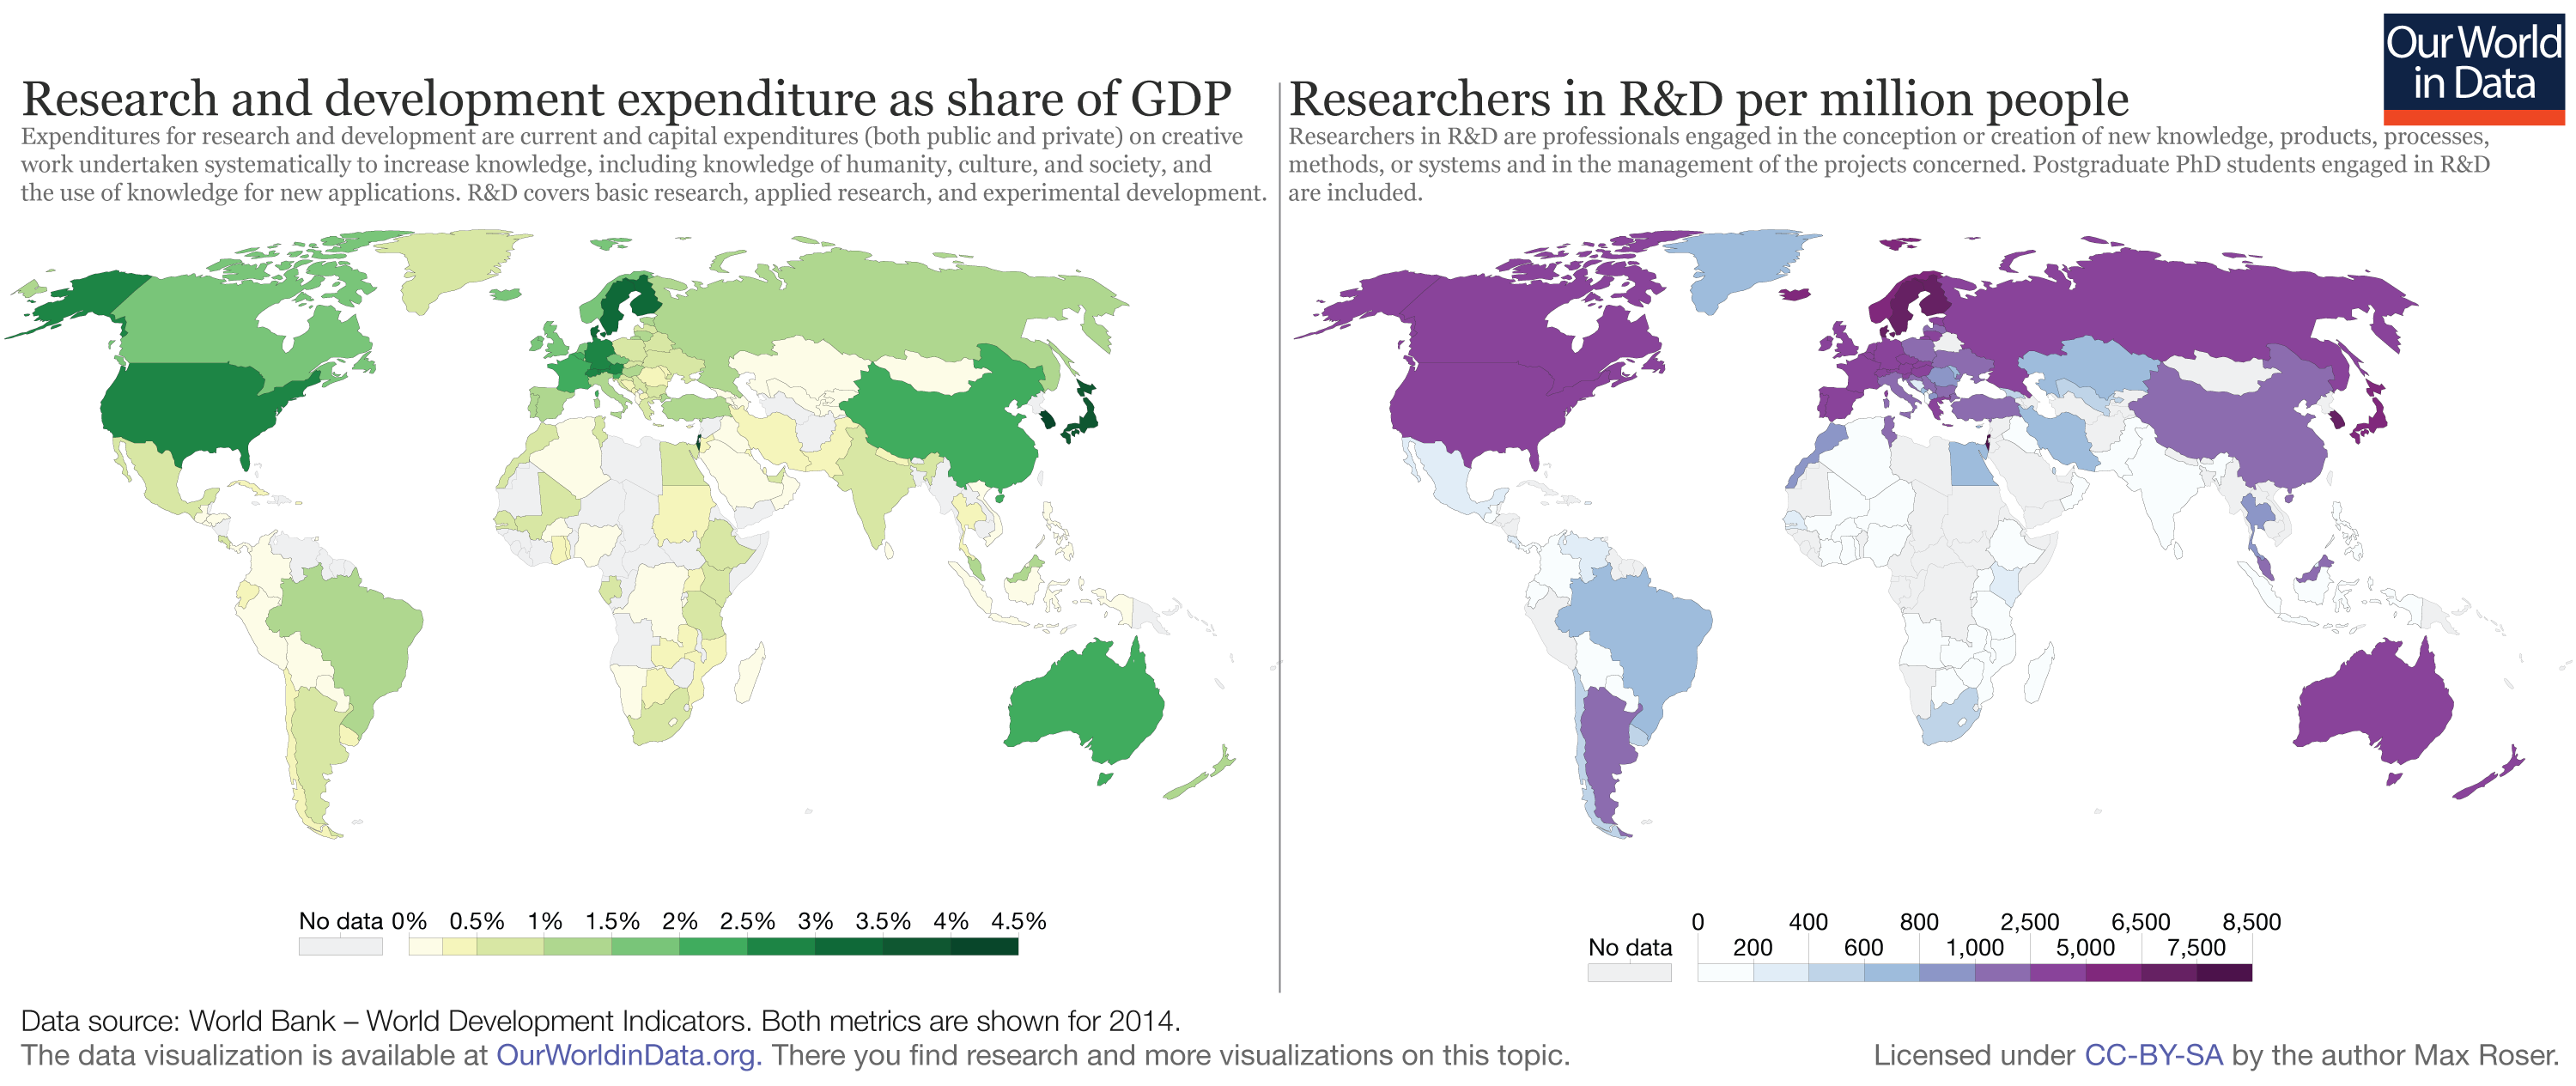 Our World
in Data
Research and development expenditure as share of GDP
Expenditures for research and development are current and capital expenditures (both public and private) on creative
work undertaken systematically to increase knowledge, including knowledge of humanity, culture, and society, and
the use of knowledge for new applications. R&D covers basic research, applied research, and experimental development.
Researchers in R&D per million people
Researchers in R&D are professionals engaged in the conception or creation of new knowledge, products, processes,
methods, or systems and in the management of the projects concerned. Postgraduate PhD students engaged in R&D
are included.
No data 0% 0.5% 1% 1.5% 2% 2.5% 3% 3.5% 4% 4.5%
0 400 800 2,500 6,500 8,500
No data 200 600 1,000 5,000 7,500
Data source: World Bank – World Development Indicators. Both metrics are shown for 2014.
The data visualization is available at OurWorldinData.org. There you find research and more visualizations on this topic.
Licensed under CC-BY-SA by the author Max Roser.